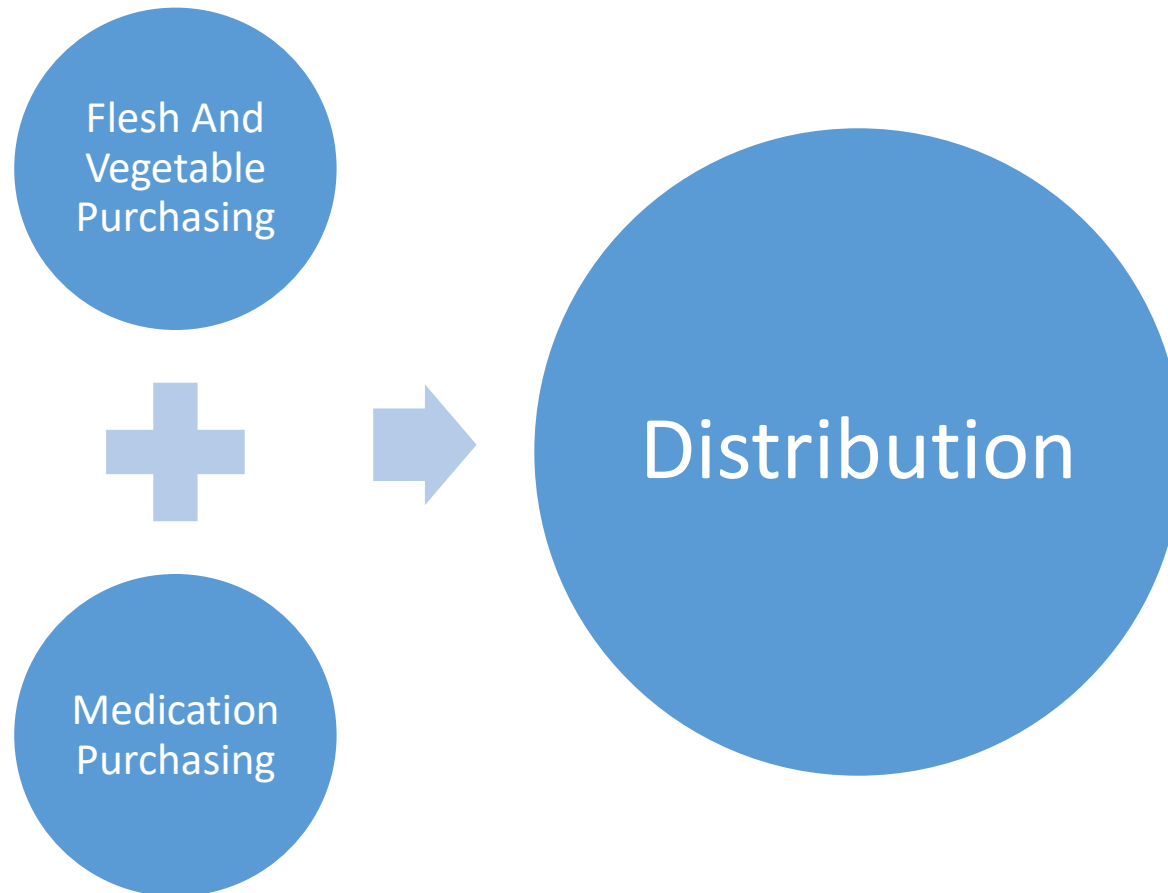 Flesh And
Vegetable
Purchasing
Medication
Purchasing
Distribution